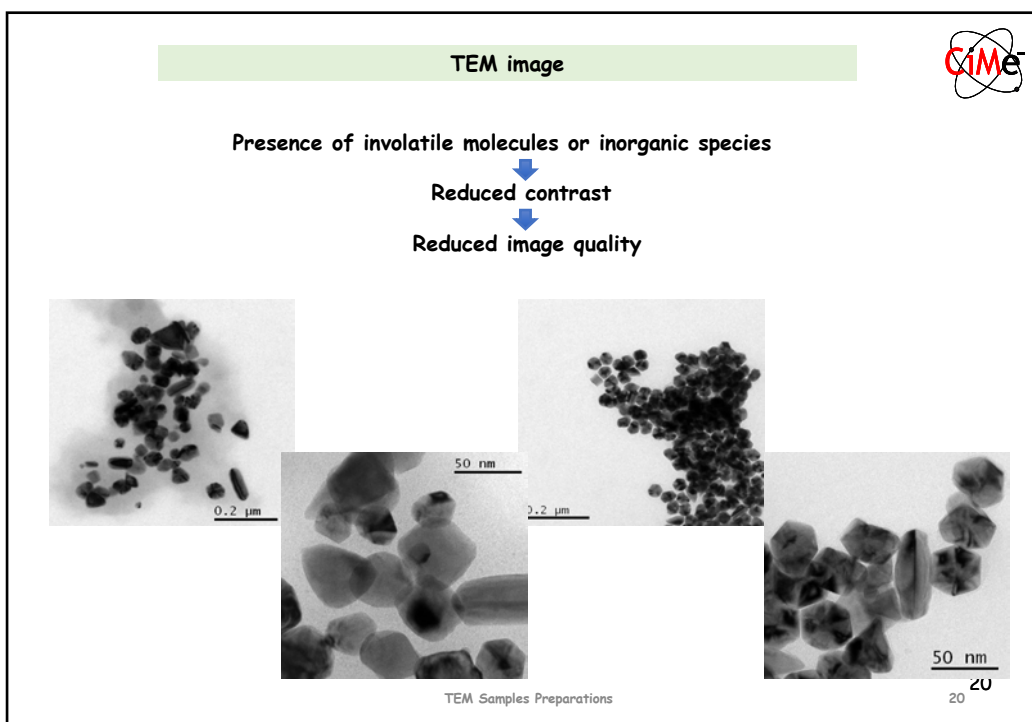 TEM image
CiMe-
Presence of involatile molecules or inorganic species
Reduced contrast
Reduced image quality
0.2 µm
50 nm
0.2 µm
50 nm
20
TEM Samples Preparations
20